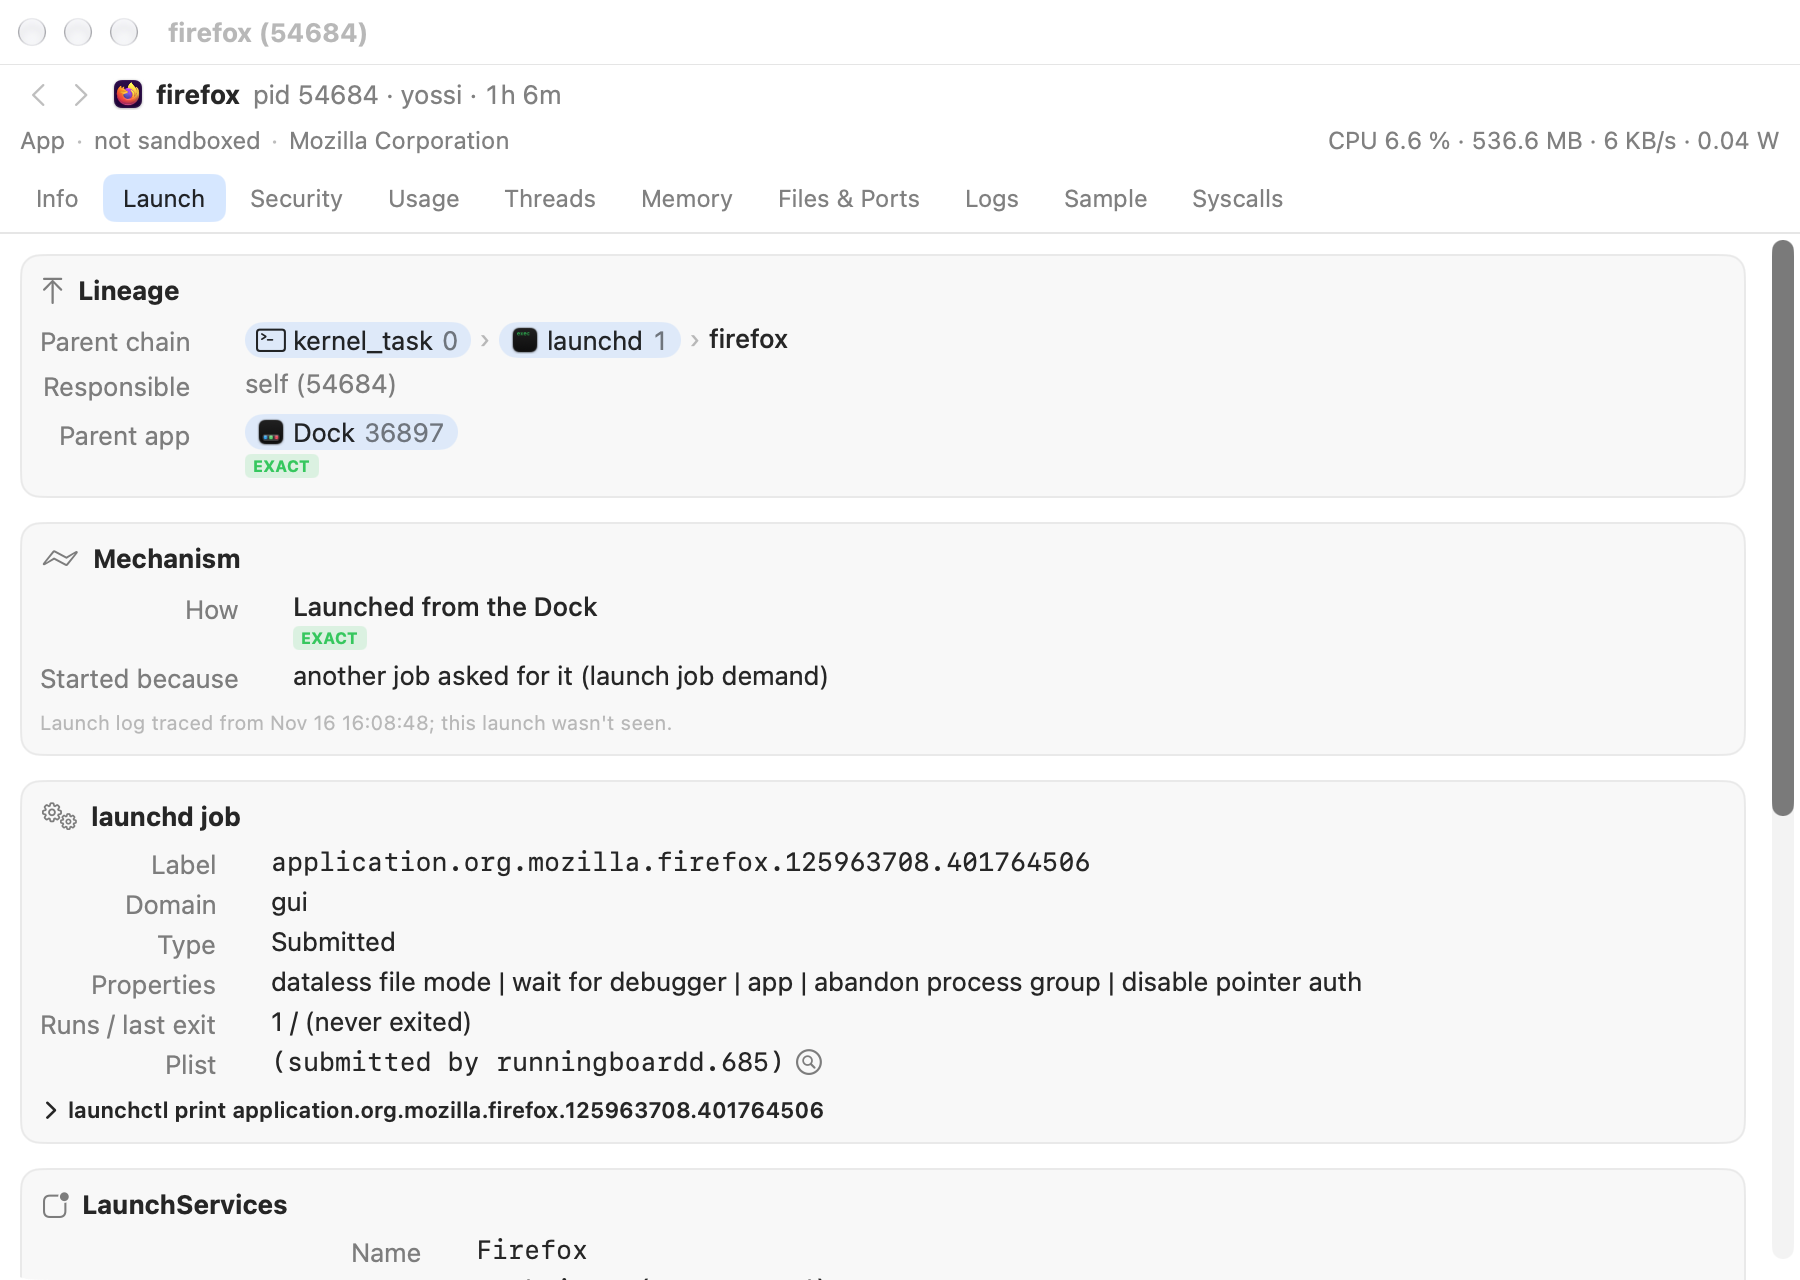 firefox (54684)
firefox pid 54684 · yossi · 1h 6m
App · not sandboxed · Mozilla Corporation CPU 6.6 % · 536.6 MB · 6 KB/s · 0.04 W
Info Launch Security Usage Threads Memory Files & Ports Logs Sample Syscalls
Lineage
Parent chain kernel_task 0 › launchd 1 › firefox
Responsible self (54684)
Parent app Dock 36897
EXACT
Mechanism
How Launched from the Dock
EXACT
Started because another job asked for it (launch job demand)
Launch log traced from Nov 16 16:08:48; this launch wasn't seen.
launchd job
Label application.org.mozilla.firefox.125963708.401764506
Domain gui
Type Submitted
Properties dataless file mode | wait for debugger | app | abandon process group | disable pointer auth
Runs / last exit 1 / (never exited)
Plist (submitted by runningboardd.685)
launchctl print application.org.mozilla.firefox.125963708.401764506
LaunchServices
Name Firefox